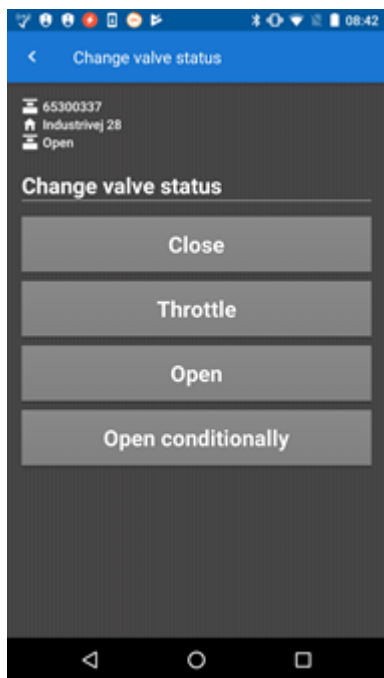 08:42
Change valve status
65300337
Industrivej 28
Open
Change valve status
Close
Throttle
Open
Open conditionally